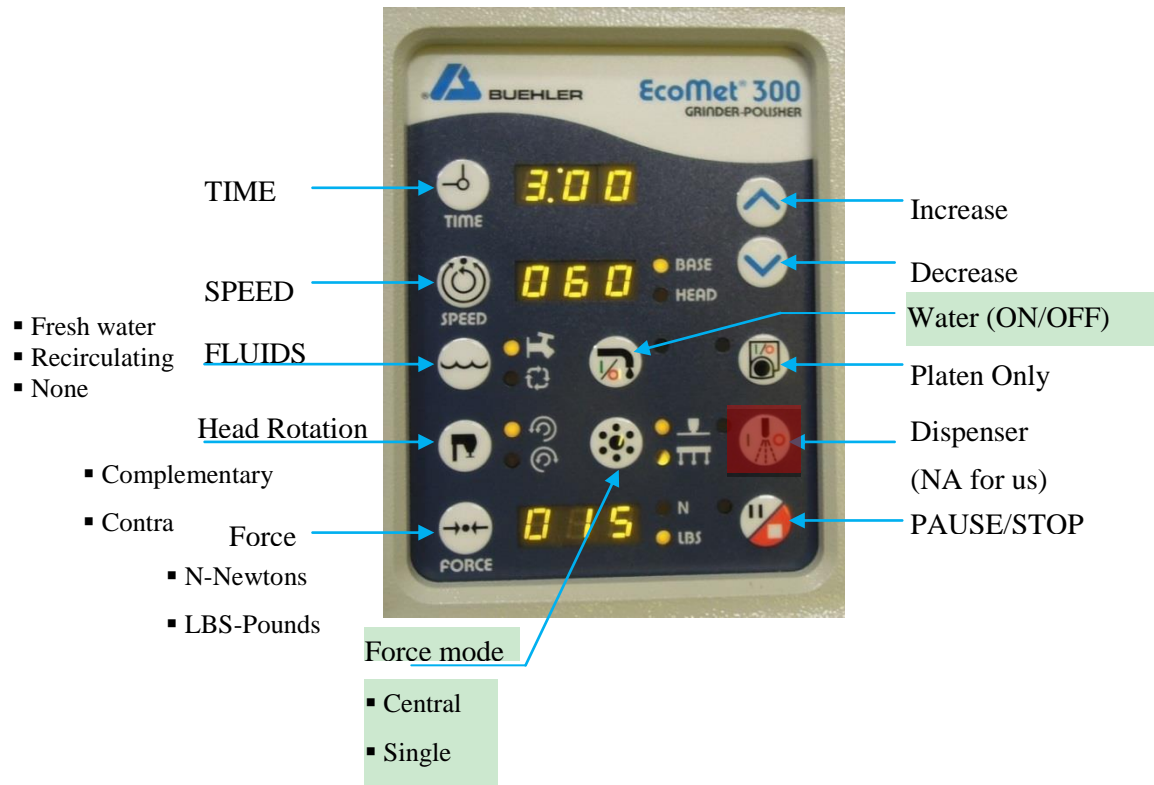 BUEHLER
EcoMet® 300
GRINDER-POLISHER
TIME
3:00
TIME
Increase
SPEED
060
BASE
HEAD
SPEED
Decrease
▪ Fresh water
▪ Recirculating
▪ None
FLUIDS
Water (ON/OFF)
I/O
I/O
Platen Only
Head Rotation
▪ Complementary
▪ Contra
Dispenser
(NA for us)
I O
Force
▪ N-Newtons
▪ LBS-Pounds
015
N
LBS
FORCE
PAUSE/STOP
Force mode
▪ Central
▪ Single